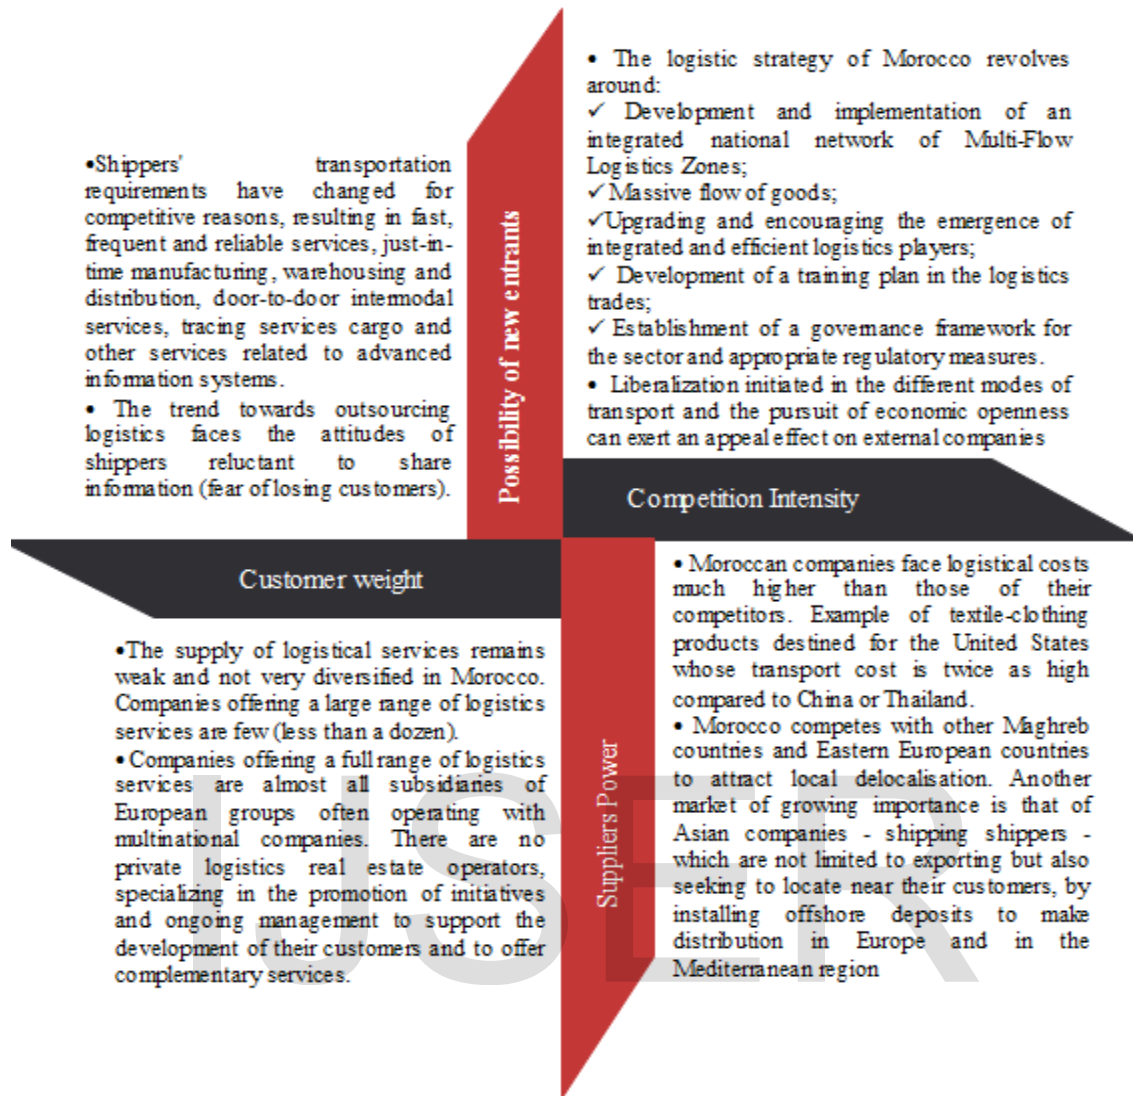 •Shippers' transportation
requirements have changed for
competitive reasons, resulting in fast,
frequent and reliable services, just-in-
time manufacturing, warehousing and
distribution, door-to-door intermodal
services, tracing services cargo and
other services related to advanced
information systems.
• The trend towards outsourcing
logistics faces the attitudes of
shippers reluctant to share
information (fear of losing customers).
Possibility of new entrants
• The logistic strategy of Morocco revolves
around:
✓ Development and implementation of an
integrated national network of Multi-Flow
Logistics Zones;
✓ Massive flow of goods;
✓Upgrading and encouraging the emergence of
integrated and efficient logistics players;
✓ Development of a training plan in the logistics
trades;
✓ Establishment of a governance framework for
the sector and appropriate regulatory measures.
• Liberalization initiated in the different modes of
transport and the pursuit of economic openness
can exert an appeal effect on external companies
Competition Intensity
Customer weight
•The supply of logistical services remains
weak and not very diversified in Morocco.
Companies offering a large range of logistics
services are few (less than a dozen).
• Companies offering a full range of logistics
services are almost all subsidiaries of
European groups often operating with
multinational companies. There are no
private logistics real estate operators,
specializing in the promotion of initiatives
and ongoing management to support the
development of their customers and to offer
complementary services.
Suppliers Power
• Moroccan companies face logistical costs
much higher than those of their
competitors. Example of textile-clothing
products destined for the United States
whose transport cost is twice as high
compared to China or Thailand.
• Morocco competes with other Maghreb
countries and Eastern European countries
to attract local delocalisation. Another
market of growing importance is that of
Asian companies - shipping shippers -
which are not limited to exporting but also
seeking to locate near their customers, by
installing offshore deposits to make
distribution in Europe and in the
Mediterranean region
IJSER